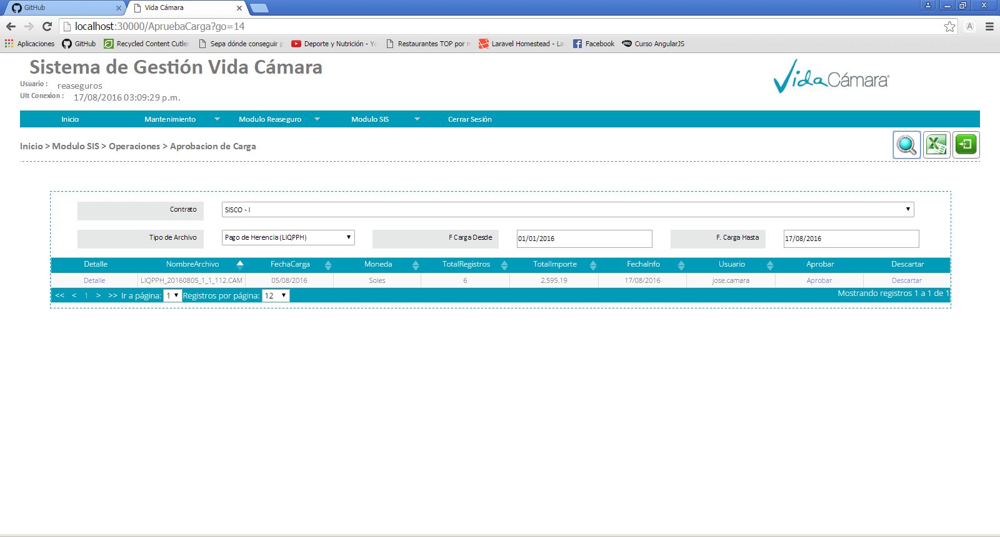 GitHub
Vida Cámara
localhost:30000/ApruebaCarga?go=14
Aplicaciones GitHub Recycled Content Cutler Sepa dónde conseguir Deporte y Nutrición - Restaurantes TOP por Laravel Homestead - La Facebook Curso AngularJS
Sistema de Gestión Vida Cámara
Usuario : reaseguros
Ult Conexion : 17/08/2016 03:09:29 p.m.
Vida Cámara
Inicio Mantenimiento Modulo Reaseguro Modulo SIS Cerrar Sesión
Inicio > Modulo SIS > Operaciones > Aprobacion de Carga
Contrato SISCO - I
Tipo de Archivo Pago de Herencia (LIQPPH) F Carga Desde 01/01/2016 F. Carga Hasta 17/08/2016
Detalle NombreArchivo FechaCarga Moneda TotalRegistros TotalImporte FechaInfo Usuario Aprobar Descartar
Detalle LIQPPH_20160805_1_1_112.CAM 05/08/2016 Soles 6 2,595.19 17/08/2016 jose.camara Aprobar Descartar
<< < 1 > >> Ir a página: 1 Registros por página: 12 Mostrando registros 1 a 1 de 1